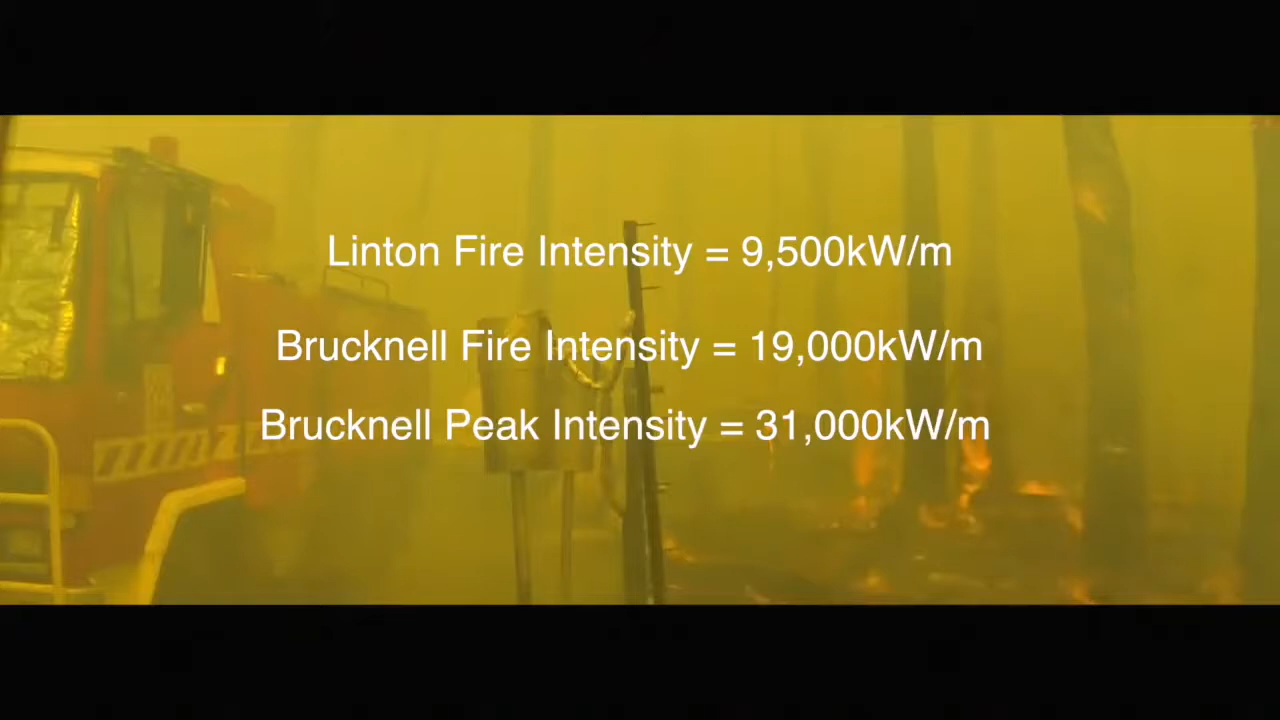 Linton Fire Intensity = 9,500kW/m
Brucknell Fire Intensity = 19,000kW/m
Brucknell Peak Intensity = 31,000kW/m